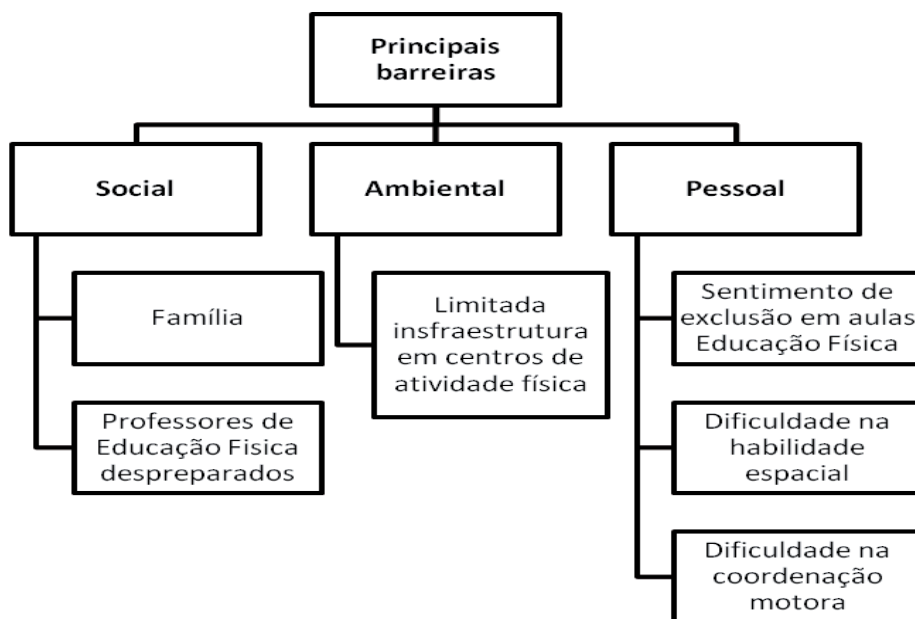 Principais
barreiras
Social
Ambiental
Pessoal
Família
Professores de
Educação Fisica
despreparados
Limitada
insfraestrutura
em centros de
atividade física
Sentimento de
exclusão em aulas
Educação Física
Dificuldade na
habilidade
espacial
Dificuldade na
coordenação
motora